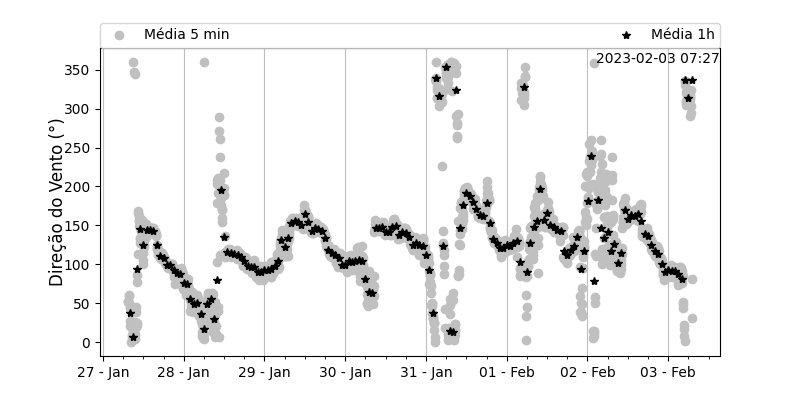 Média 5 min
Média 1h
2023-02-03 07:27
Direção do Vento (°)
350
300
250
200
150
100
50
0
27 - Jan
28 - Jan
29 - Jan
30 - Jan
31 - Jan
01 - Feb
02 - Feb
03 - Feb